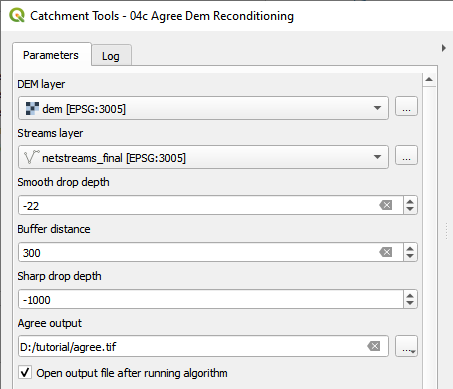 Catchment Tools - 04c Agree Dem Reconditioning
Parameters Log
DEM layer
dem [EPSG:3005] ...
Streams layer
netstreams_final [EPSG:3005] ...
Smooth drop depth
-22
Buffer distance
300
Sharp drop depth
-1000
Agree output
D:/tutorial/agree.tif ...
Open output file after running algorithm